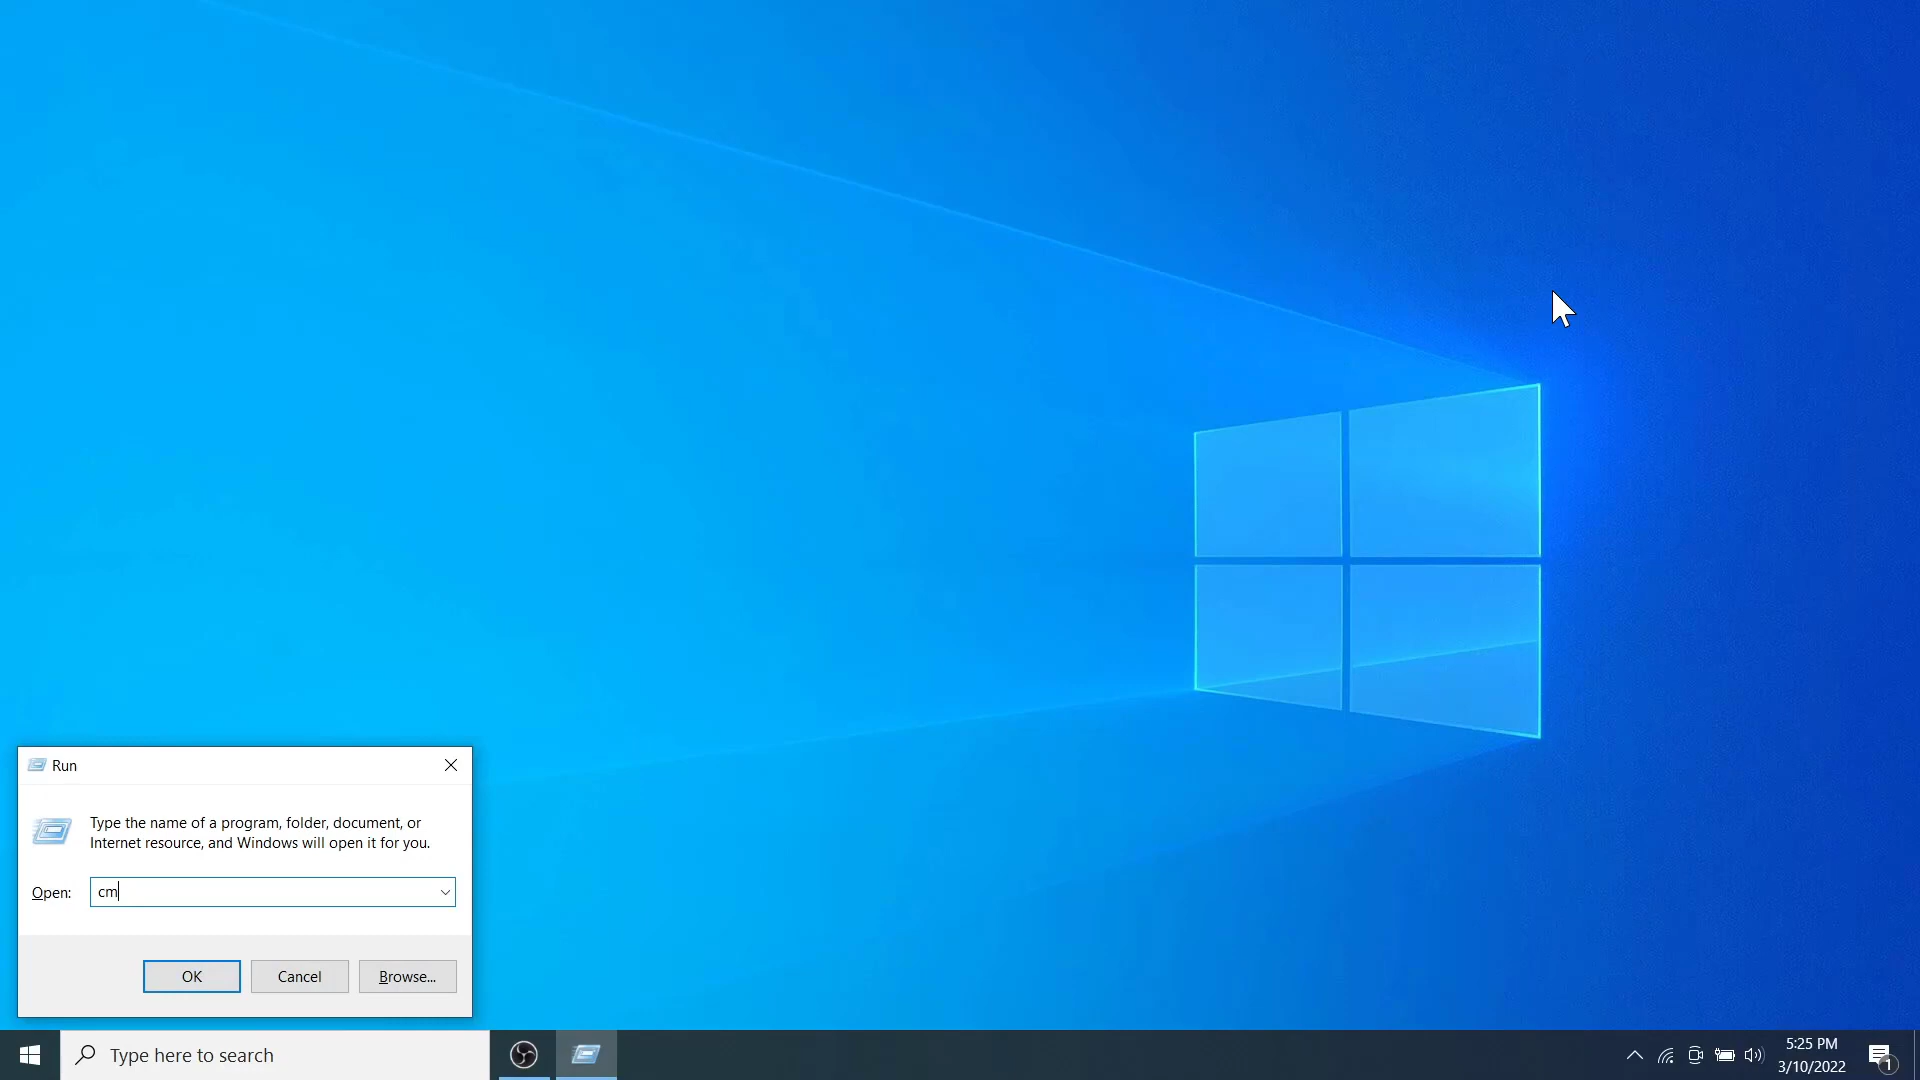 Run
Type the name of a program, folder, document, or
Internet resource, and Windows will open it for you.
Open: cm
OK Cancel Browse...
Type here to search
5:25 PM
3/10/2022
1